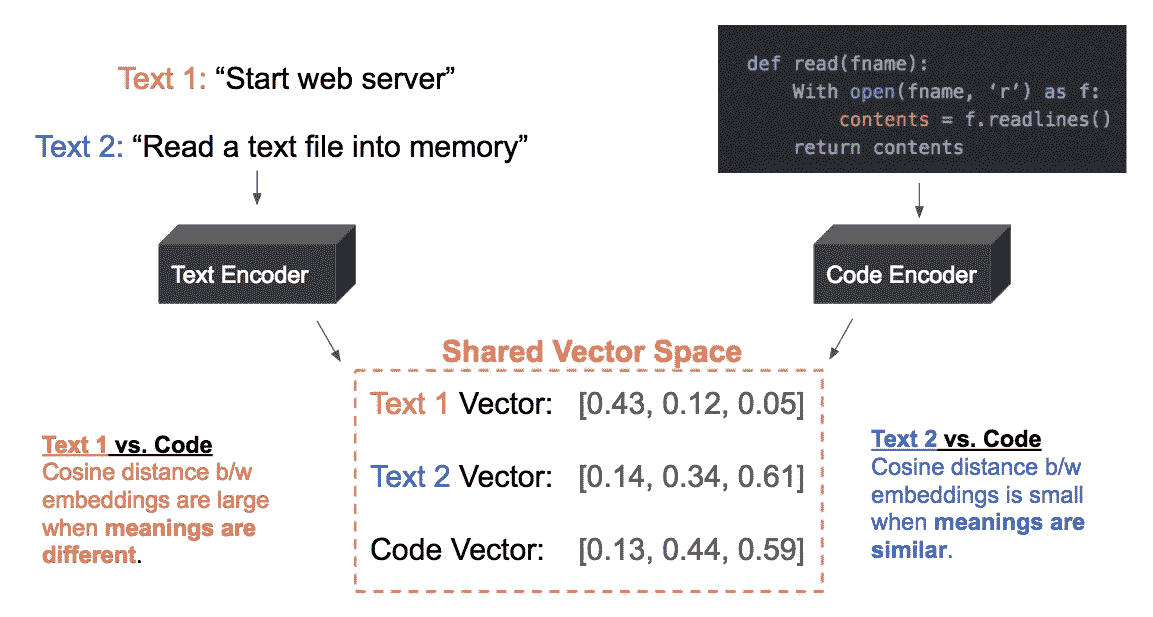 Text 1: “Start web server”
Text 2: “Read a text file into memory”
def read(fname):
With open(fname, ‘r’) as f:
contents = f.readlines()
return contents
Text Encoder
Code Encoder
Shared Vector Space
Text 1 Vector: [0.43, 0.12, 0.05]
Text 2 Vector: [0.14, 0.34, 0.61]
Code Vector: [0.13, 0.44, 0.59]
Text 1 vs. Code
Cosine distance b/w
embeddings are large
when meanings are
different.
Text 2 vs. Code
Cosine distance b/w
embeddings is small
when meanings are
similar.